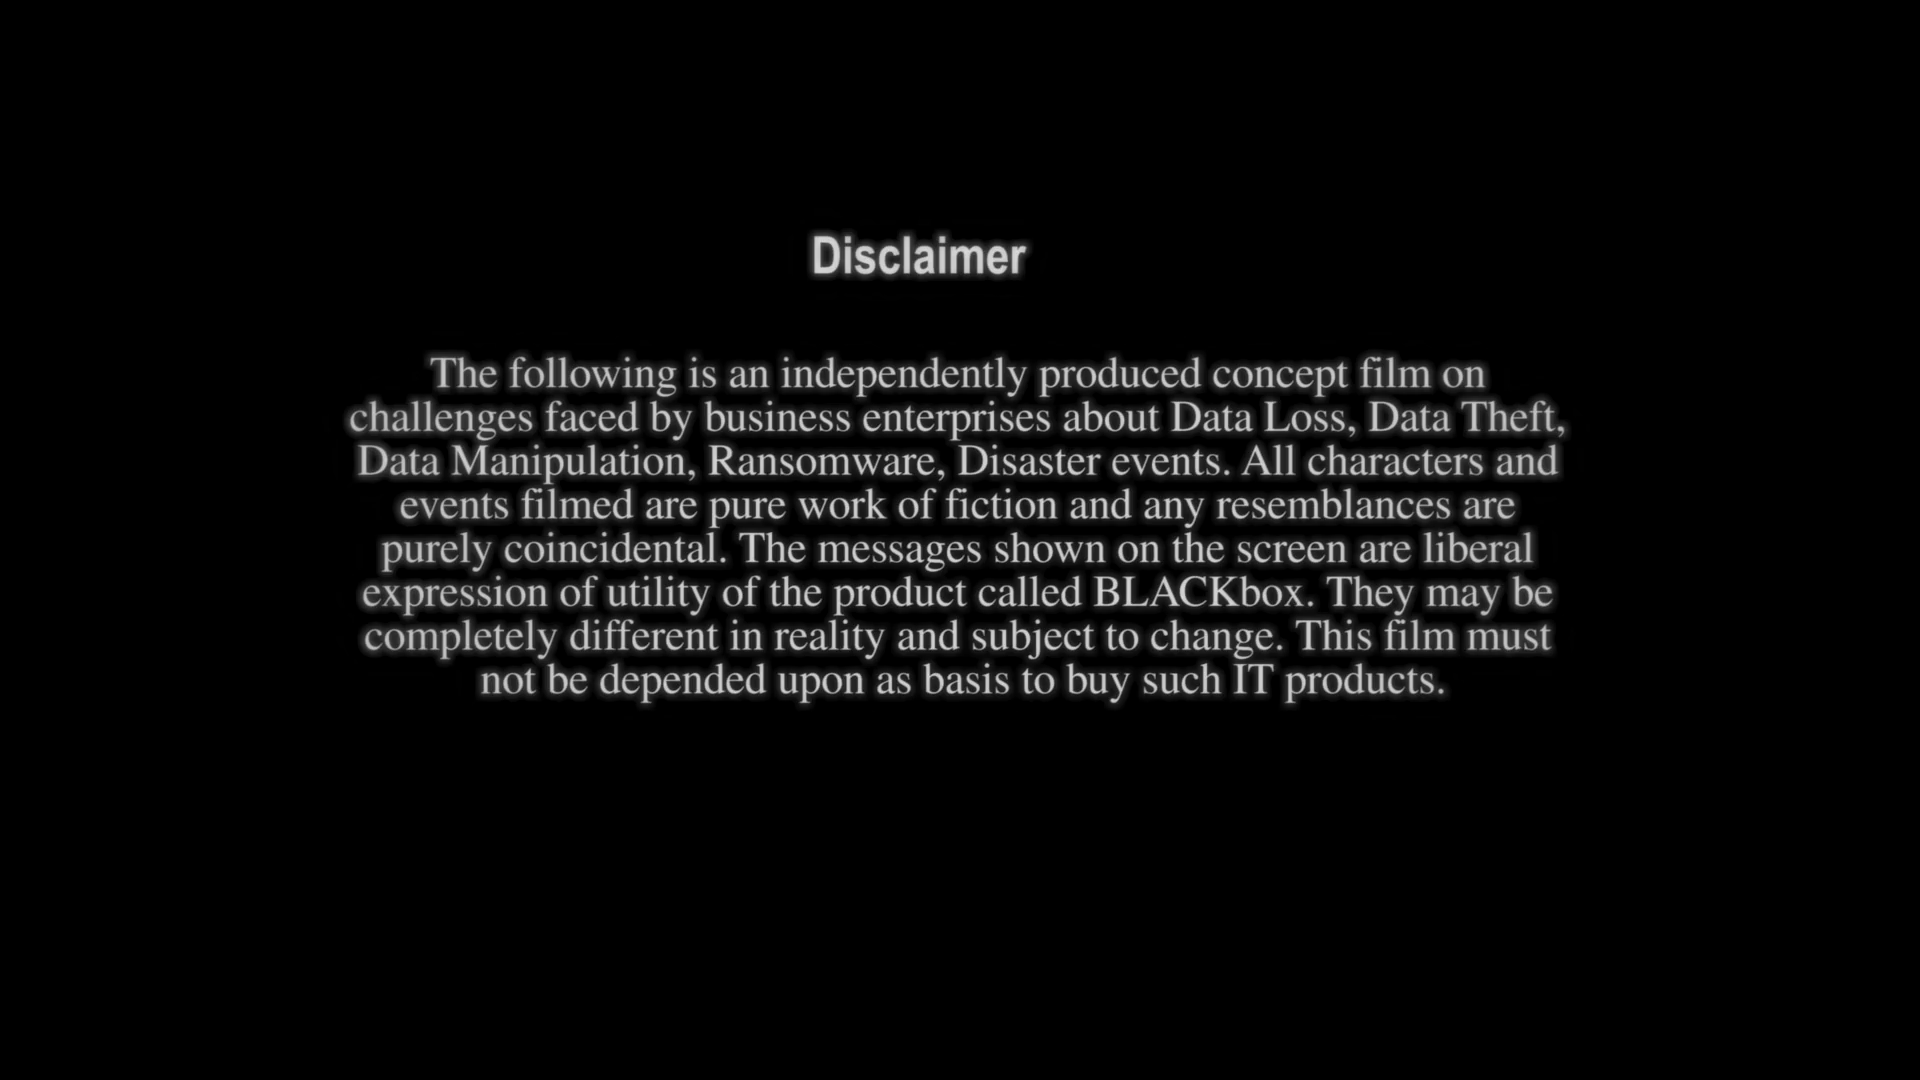 Disclaimer
The following is an independently produced concept film on
challenges faced by business enterprises about Data Loss, Data Theft,
Data Manipulation, Ransomware, Disaster events. All characters and
events filmed are pure work of fiction and any resemblances are
purely coincidental. The messages shown on the screen are liberal
expression of utility of the product called BLACKbox. They may be
completely different in reality and subject to change. This film must
not be depended upon as basis to buy such IT products.